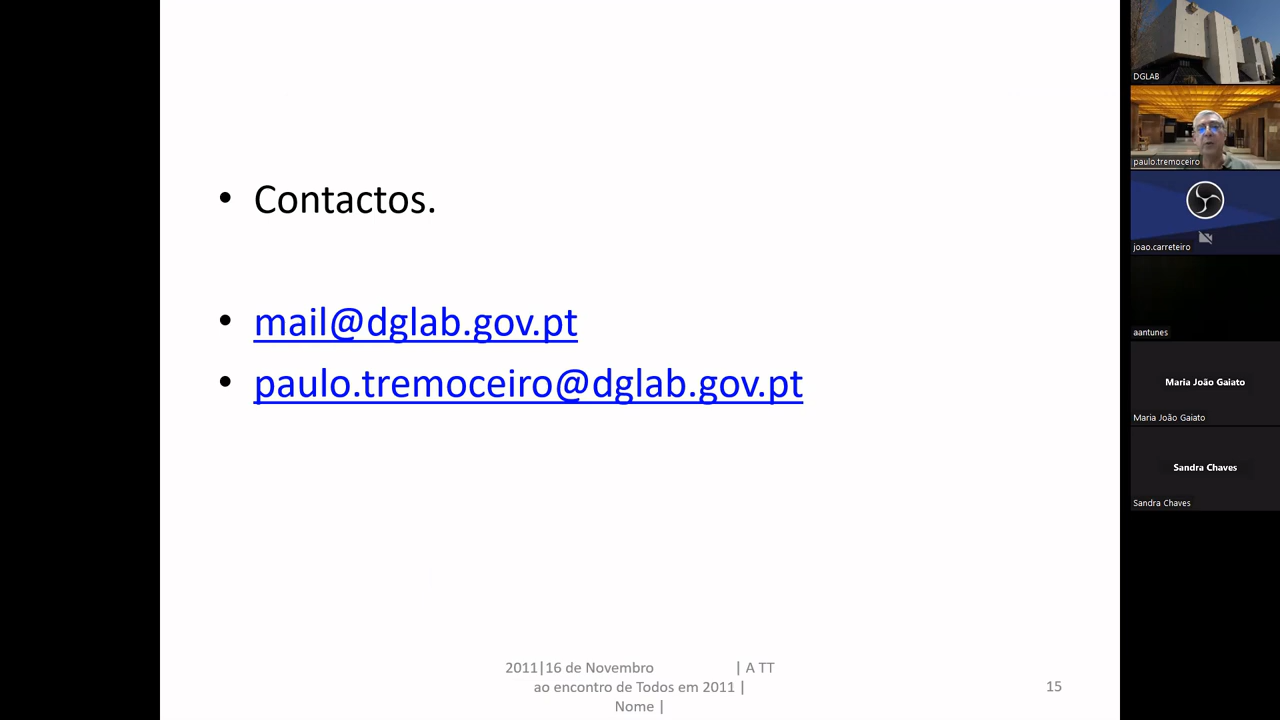 • Contactos.
• mail@dglab.gov.pt
• paulo.tremoceiro@dglab.gov.pt
2011|16 de Novembro | A TT
ao encontro de Todos em 2011 |
Nome |
15
DGLAB
paulo.tremoceiro
joao.carreteiro
aantunes
Maria João Gaiato
Maria João Gaiato
Sandra Chaves
Sandra Chaves